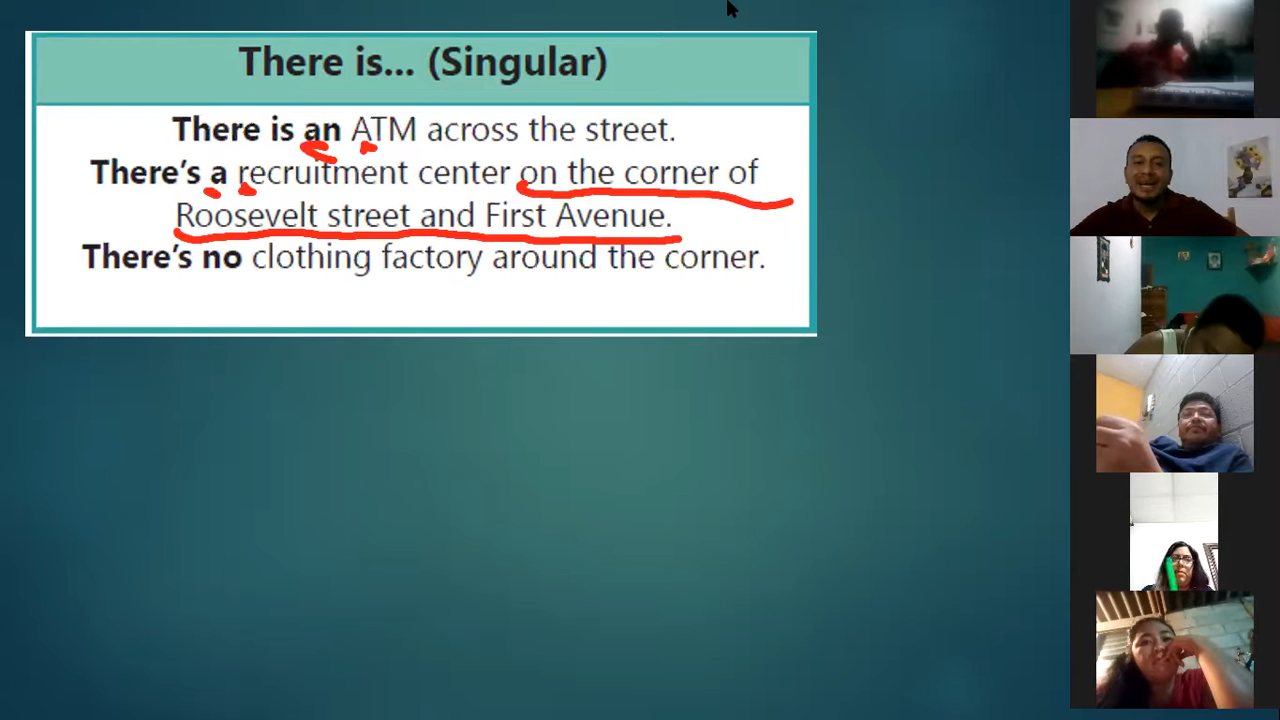 There is... (Singular)
There is an ATM across the street.
There's a recruitment center on the corner of
Roosevelt street and First Avenue.
There's no clothing factory around the corner.